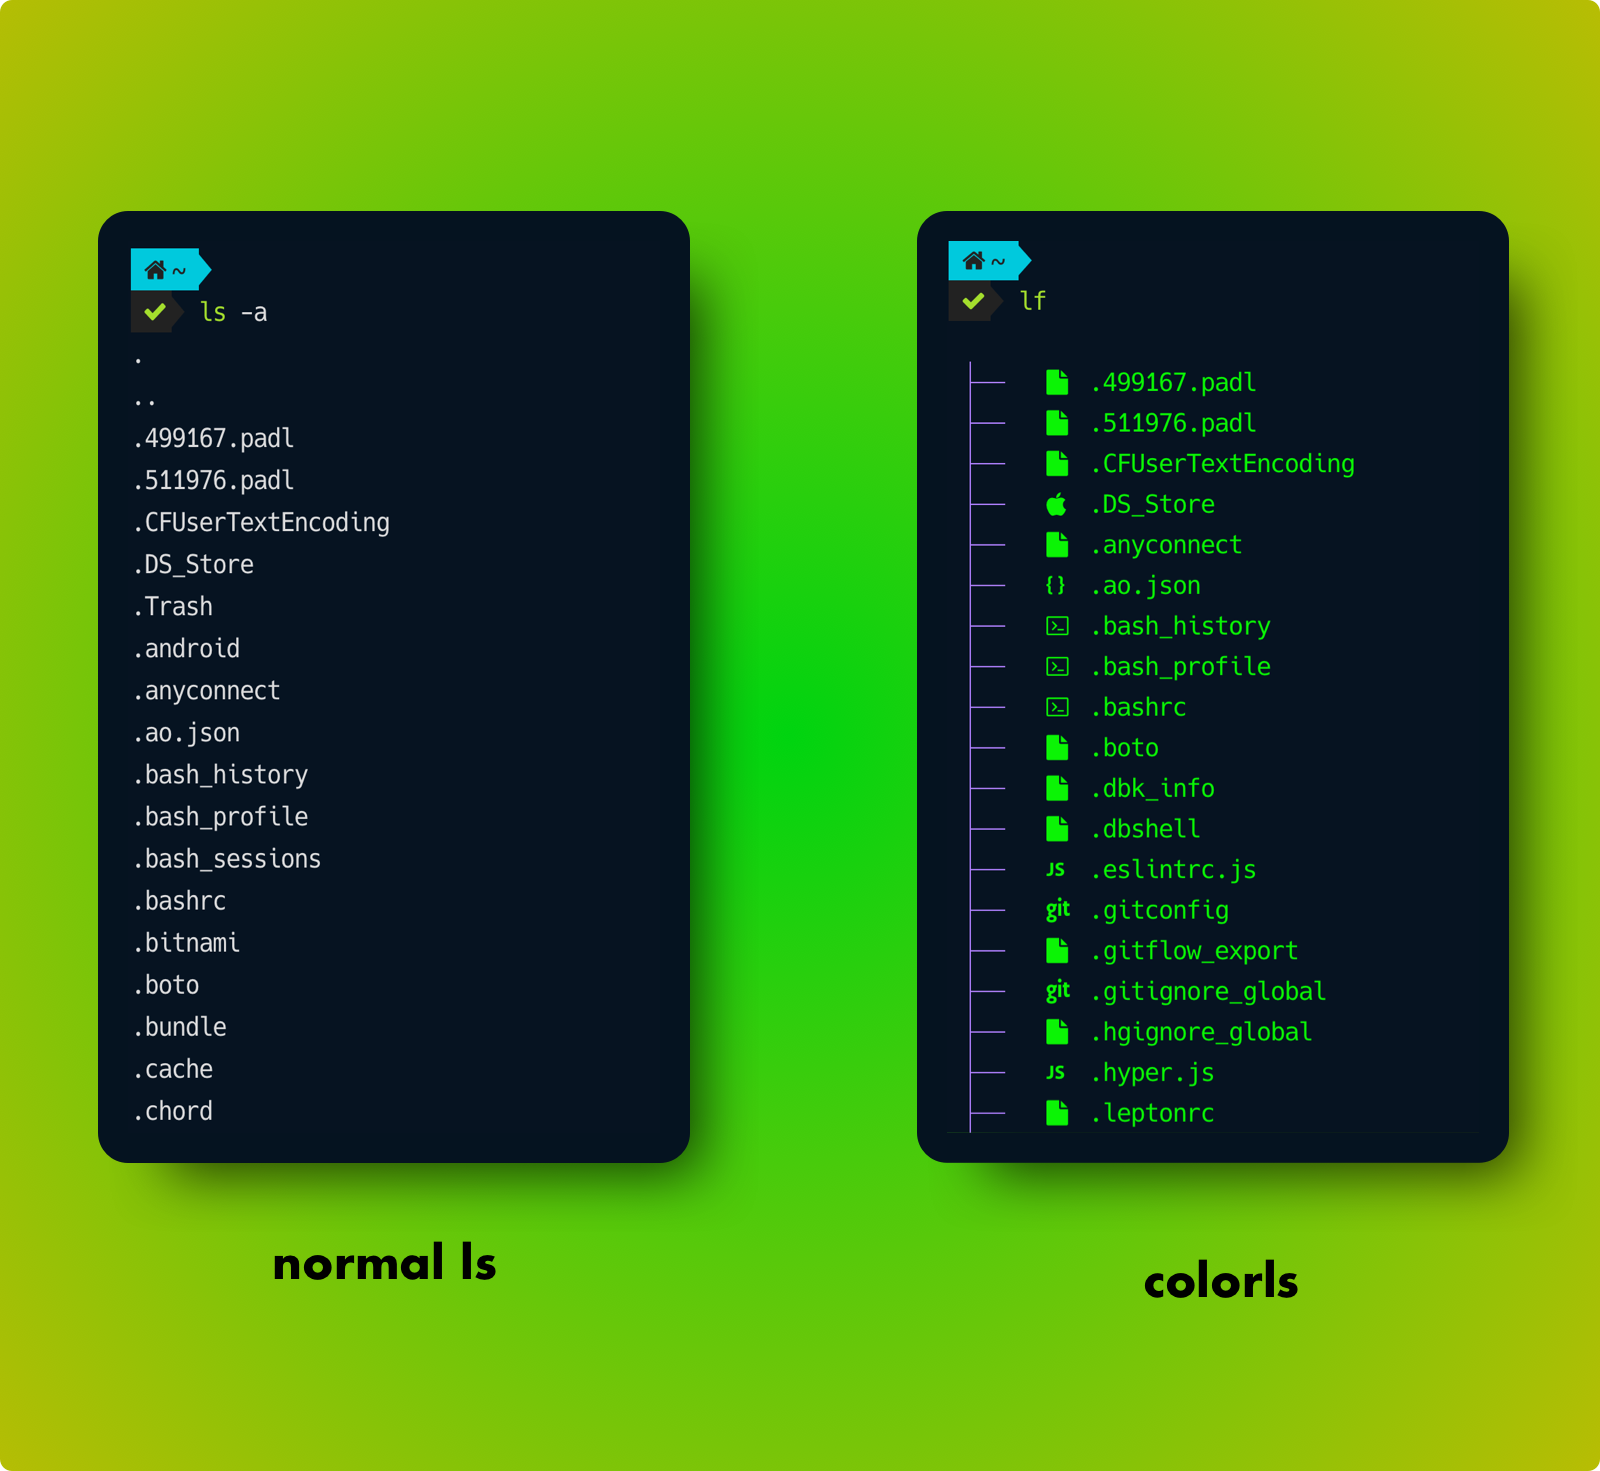 ~
ls -a
.
..
.499167.padl
.511976.padl
.CFUserTextEncoding
.DS_Store
.Trash
.android
.anyconnect
.ao.json
.bash_history
.bash_profile
.bash_sessions
.bashrc
.bitnami
.boto
.bundle
.cache
.chord
normal ls
~
lf
.499167.padl
.511976.padl
.CFUserTextEncoding
.DS_Store
.anyconnect
{} .ao.json
.bash_history
.bash_profile
.bashrc
.boto
.dbk_info
.dbshell
JS .eslintrc.js
git .gitconfig
.gitflow_export
git .gitignore_global
.hgignore_global
JS .hyper.js
.leptonrc
colorls